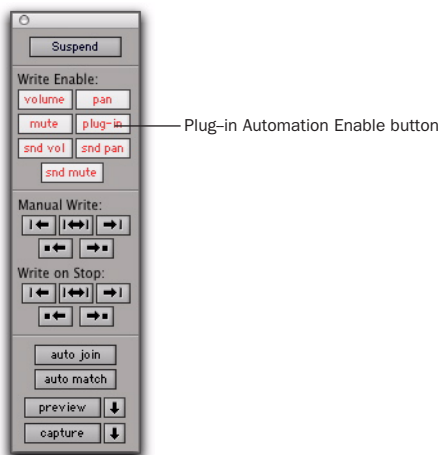 Suspend
Write Enable:
volume pan
mute plug-in
Plug-in Automation Enable button
snd vol snd pan
snd mute
Manual Write:
Write on Stop:
auto join
auto match
preview
capture